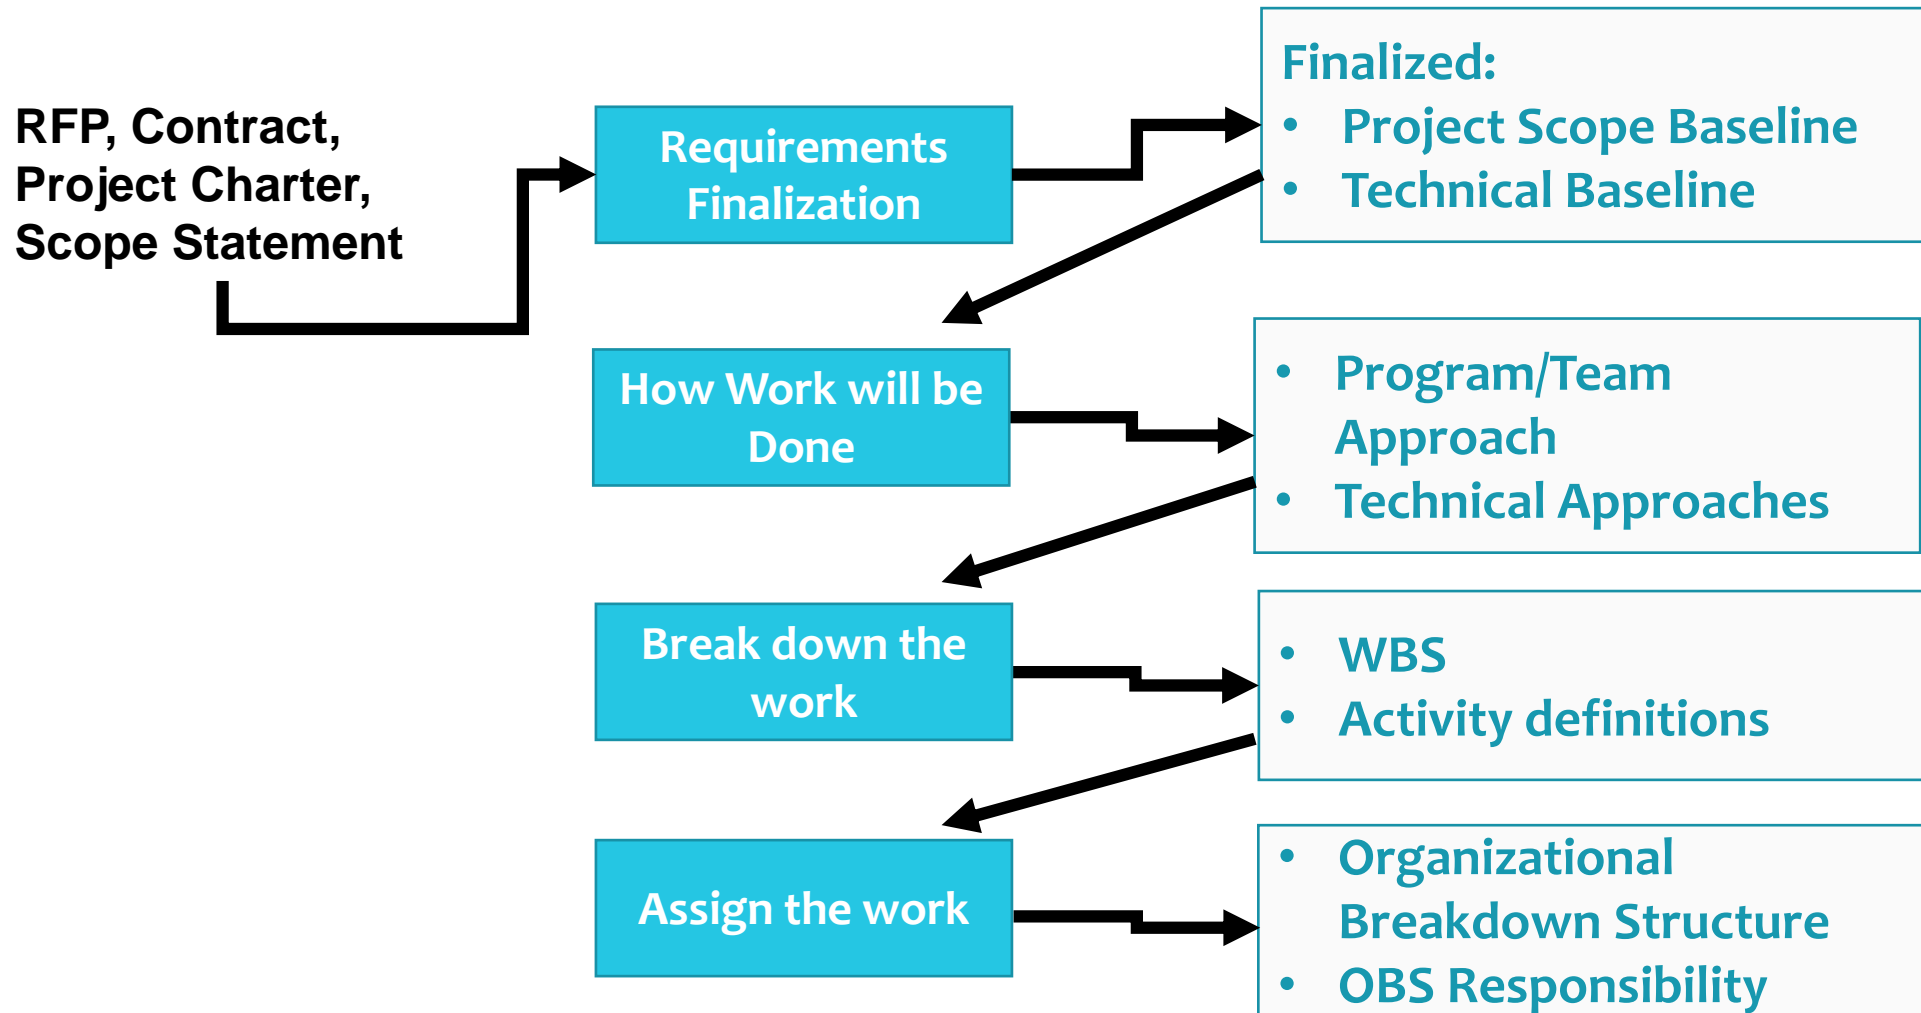 RFP, Contract,
Project Charter,
Scope Statement
Requirements
Finalization
Finalized:
• Project Scope Baseline
• Technical Baseline
How Work will be
Done
• Program/Team
Approach
• Technical Approaches
Break down the
work
• WBS
• Activity definitions
Assign the work
• Organizational
Breakdown Structure
• OBS Responsibility